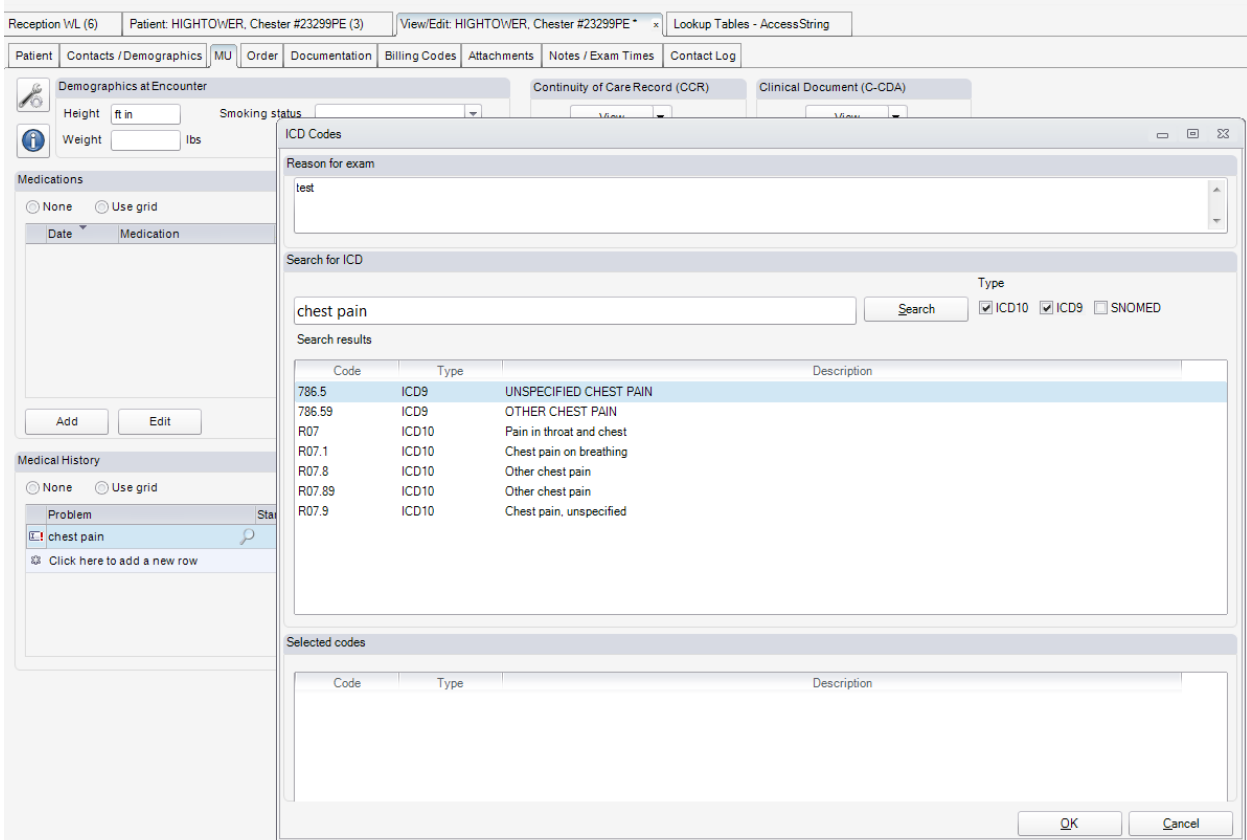 Reception WL (6) Patient: HIGHTOWER, Chester #23299PE (3) View/Edit: HIGHTOWER, Chester #23299PE * x Lookup Tables - AccessString
Patient Contacts / Demographics MU Order Documentation Billing Codes Attachments Notes / Exam Times Contact Log
Demographics at Encounter Continuity of Care Record (CCR) Clinical Document (C-CDA)
Height ft in Smoking status View View
Weight lbs
ICD Codes
Reason for exam
test
Medications
None Use grid
Date Medication
Add Edit
Medical History
None Use grid
Problem Star
chest pain
Click here to add a new row
Search for ICD
Type
chest pain Search ICD10 ICD9 SNOMED
Search results
Code Type Description
786.5 ICD9 UNSPECIFIED CHEST PAIN
786.59 ICD9 OTHER CHEST PAIN
R07 ICD10 Pain in throat and chest
R07.1 ICD10 Chest pain on breathing
R07.8 ICD10 Other chest pain
R07.89 ICD10 Other chest pain
R07.9 ICD10 Chest pain, unspecified
Selected codes
Code Type Description
OK Cancel